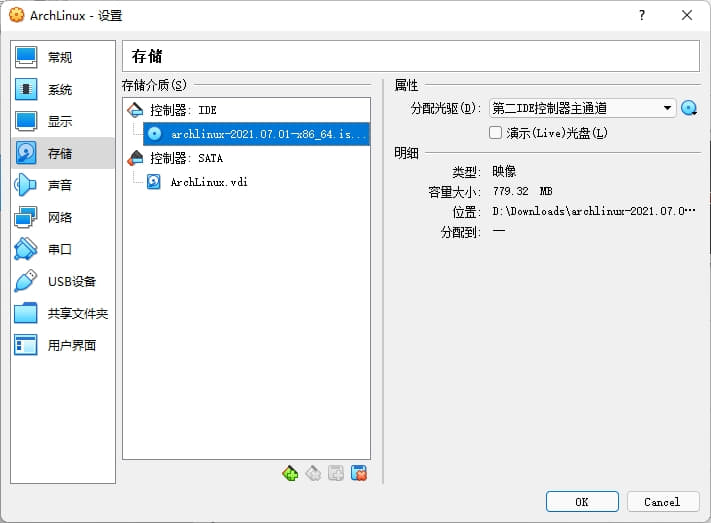 ArchLinux - 设置
?
常规
系统
显示
存储
声音
网络
串口
USB设备
共享文件夹
用户界面
存储
存储介质(S)
控制器: IDE
archlinux-2021.07.01-x86_64.is...
控制器: SATA
ArchLinux.vdi
属性
分配光驱(D): 第二IDE控制器主通道
演示(Live)光盘(L)
明细
类型: 映像
容量大小: 779.32 MB
位置: D:\Downloads\archlinux-2021.07.0…
分配到: —
OK
Cancel